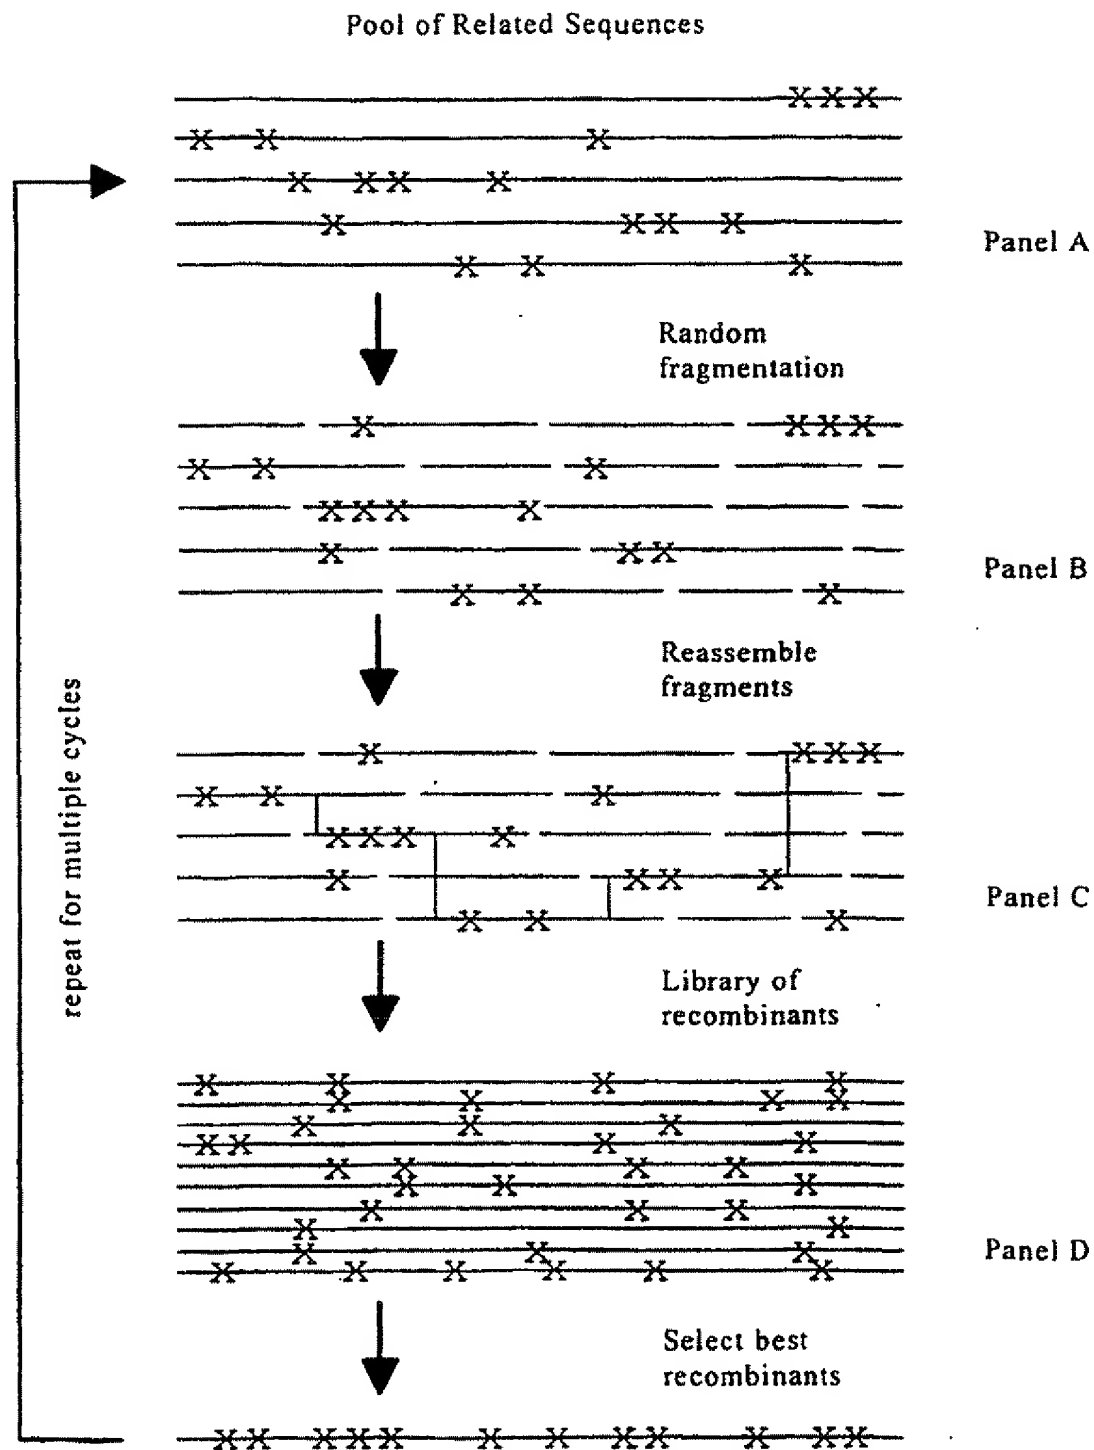 Pool of Related Sequences
Panel A
Random
fragmentation
Panel B
Reassemble
fragments
repeat for multiple cycles
Panel C
Library of
recombinants
Panel D
Select best
recombinants